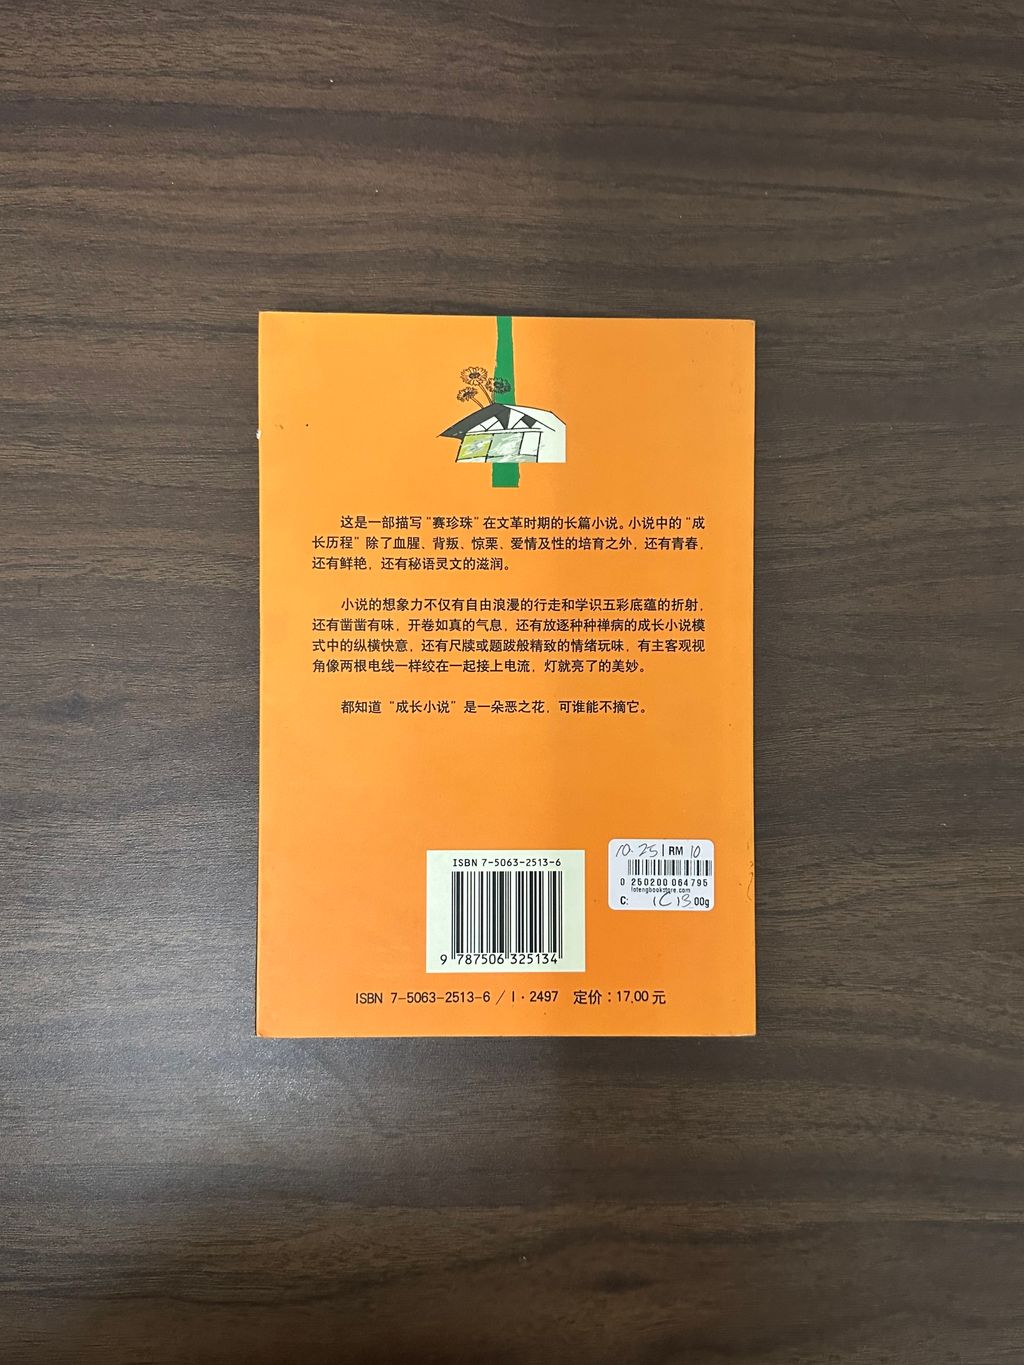 这是一部描写“赛珍珠”在文革时期的长篇小说。小说中的“成
长历程”除了血腥、背叛、惊栗、爱情及性的培育之外，还有青春，
还有鲜艳，还有秘语灵文的滋润。
小说的想象力不仅有自由浪漫的行走和学识五彩底蕴的折射，
还有凿凿有味，开卷如真的气息，还有放逐种种禅病的成长小说模
式中的纵横快意，还有尺牍或题跋般精致的情绪玩味，有主客观视
角像两根电线一样绞在一起接上电流，灯就亮了的美妙。
都知道“成长小说”是一朵恶之花，可谁能不摘它。
10.25 | RM 10
0 250200 064795
lotengbookstore.com
C: 1C13.00g
ISBN 7-5063-2513-6
9 787506 325134
ISBN 7-5063-2513-6 / I·2497 定价：17.00元